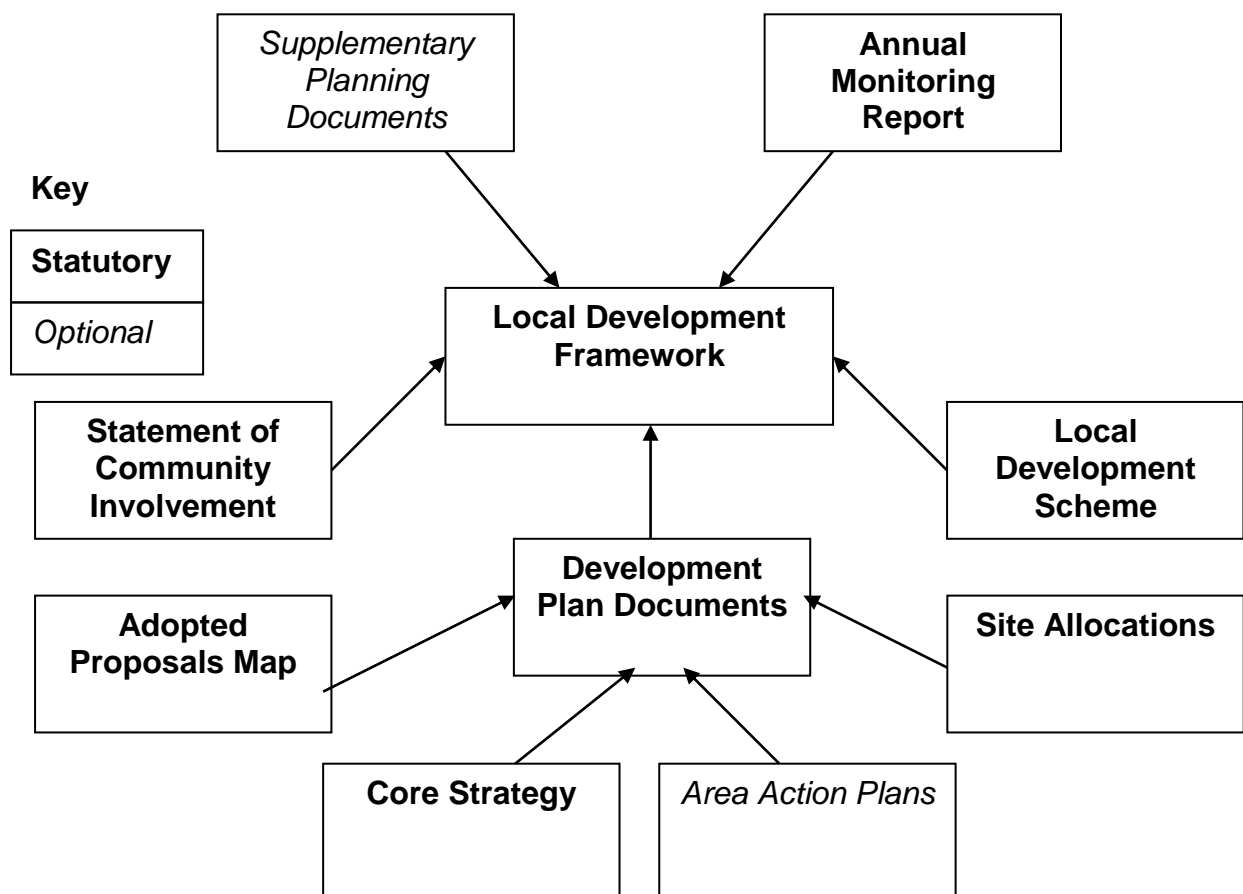 Supplementary
Planning
Documents
Annual
Monitoring
Report
Key
Statutory
Optional
Local Development
Framework
Statement of
Community
Involvement
Local
Development
Scheme
Development
Plan Documents
Adopted
Proposals Map
Site Allocations
Core Strategy
Area Action Plans